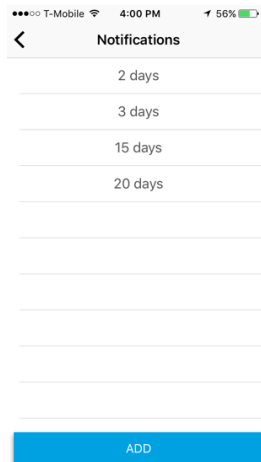 T-Mobile 4:00 PM 56%
Notifications
2 days
3 days
15 days
20 days
ADD